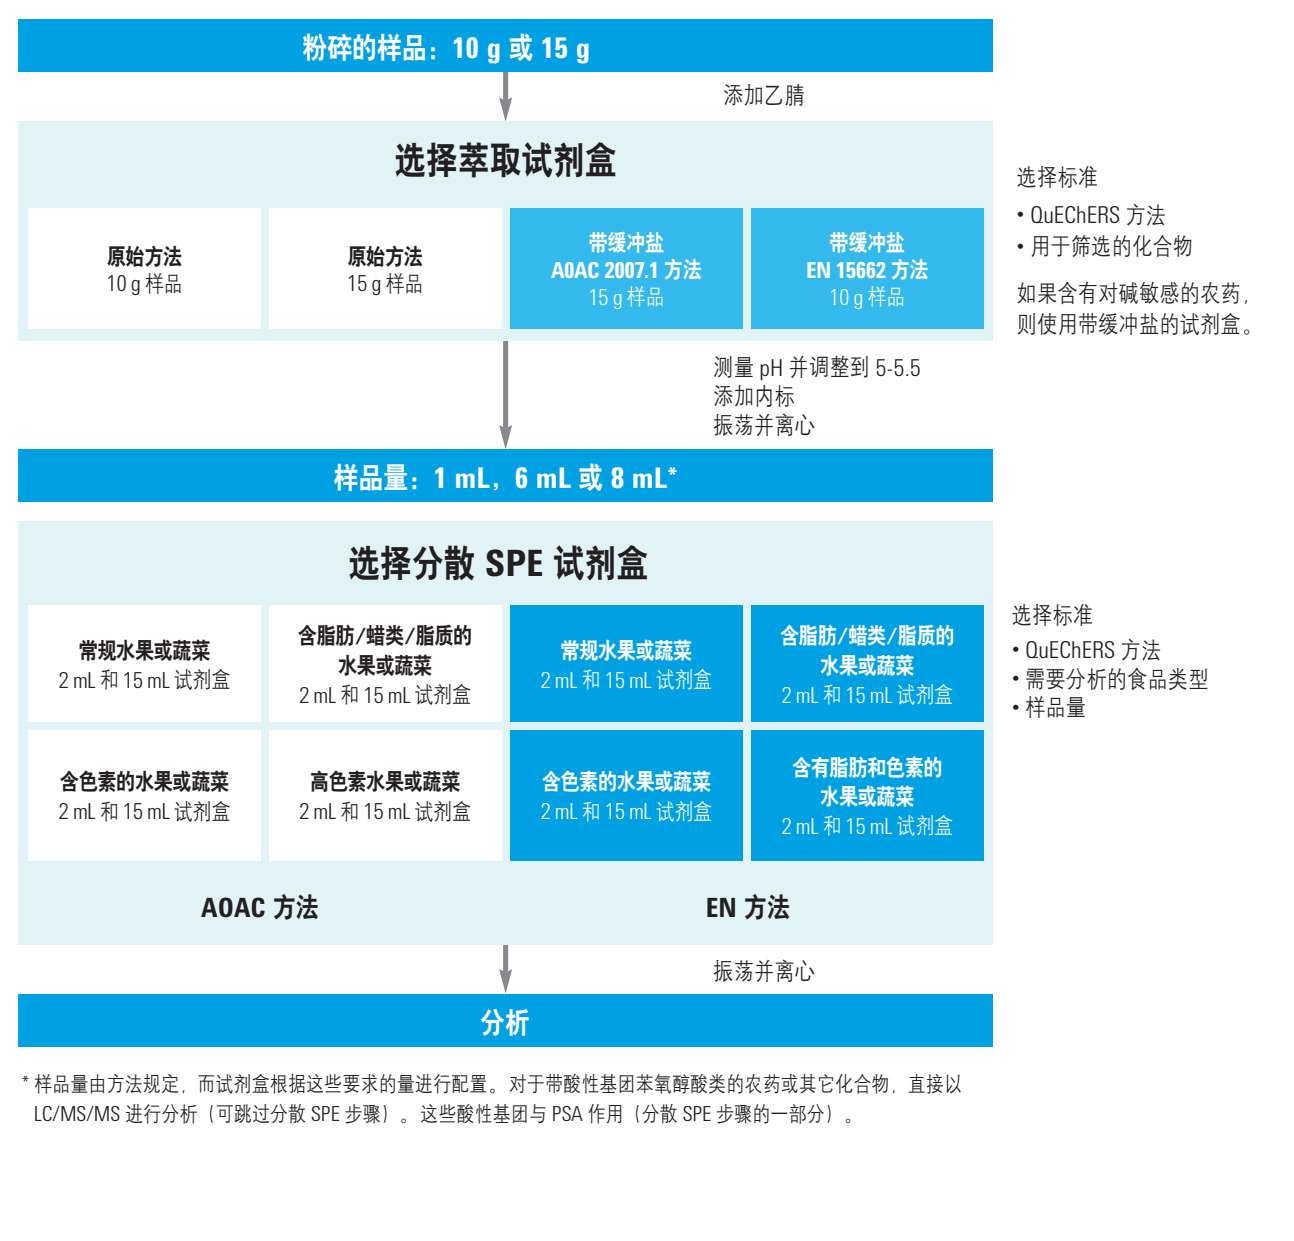 粉碎的样品：10 g 或 15 g
添加乙腈
选择萃取试剂盒
原始方法
10 g 样品
原始方法
15 g 样品
带缓冲盐
AOAC 2007.1 方法
15 g 样品
带缓冲盐
EN 15662 方法
10 g 样品
选择标准
• QuEChERS 方法
• 用于筛选的化合物
如果含有对碱敏感的农药，
则使用带缓冲盐的试剂盒。
测量 pH 并调整到 5-5.5
添加内标
振荡并离心
样品量：1 mL，6 mL 或 8 mL*
选择分散 SPE 试剂盒
常规水果或蔬菜
2 mL 和 15 mL 试剂盒
含脂肪/蜡类/脂质的
水果或蔬菜
2 mL 和 15 mL 试剂盒
常规水果或蔬菜
2 mL 和 15 mL 试剂盒
含脂肪/蜡类/脂质的
水果或蔬菜
2 mL 和 15 mL 试剂盒
选择标准
• QuEChERS 方法
• 需要分析的食品类型
• 样品量
含色素的水果或蔬菜
2 mL 和 15 mL 试剂盒
高色素水果或蔬菜
2 mL 和 15 mL 试剂盒
含色素的水果或蔬菜
2 mL 和 15 mL 试剂盒
含有脂肪和色素的
水果或蔬菜
2 mL 和 15 mL 试剂盒
AOAC 方法
EN 方法
振荡并离心
分析
* 样品量由方法规定，而试剂盒根据这些要求的量进行配置。对于带酸性基团苯氧醇酸类的农药或其它化合物，直接以
LC/MS/MS 进行分析（可跳过分散 SPE 步骤）。这些酸性基团与 PSA 作用（分散 SPE 步骤的一部分）。